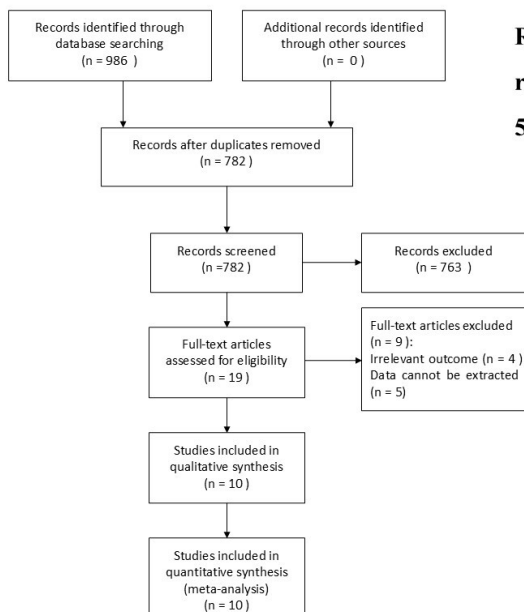 Records identified through
database searching
(n = 986 )
Additional records identified
through other sources
(n = 0 )
Records after duplicates removed
(n = 782 )
Records screened
(n =782 )
Records excluded
(n = 763 )
Full-text articles
assessed for eligibility
(n = 19 )
Full-text articles excluded
(n = 9 ):
Irrelevant outcome (n = 4 )
Data cannot be extracted
(n = 5)
Studies included in
qualitative synthesis
(n = 10 )
Studies included in
quantitative synthesis
(meta-analysis)
(n = 10 )
5